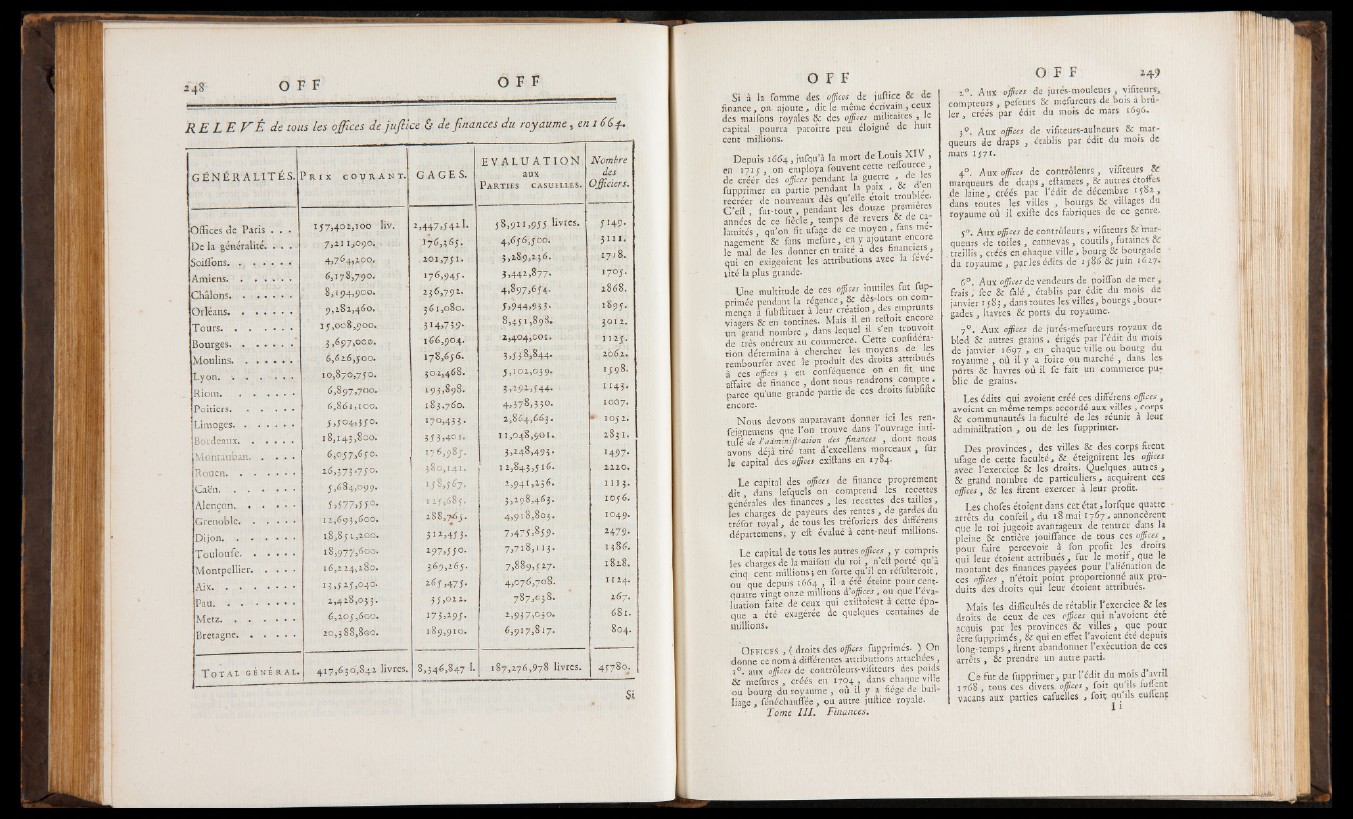 248 O F F O F F
RELEVÉ de tous les offices de justice & de finances du royaume, en 1664.
GÉNÉRALITÉS. PRIX COURANT. GAGES. EVALUATION aux PARTIES CASUELLES. Nombre des Officiers.
Offices de Paris . . . 157,402,100 liv. 2,447,541 l. 58,911,955 livres. 5149.
De la généralité. . . . 7,211,090. 176,365. 4,656,500. 3111.
Soissons. . . . . . . 4,764,200. 201,751. 3,289,236. 1718.
Amiens. . . . . . . 6,178,790. 176,945. 3,442,877. 1705.
Châlons. . . . . . . 8,194,900. 236,792. 4,897,654. 2868.
Orléans. . . . . . . 9,182,460. 361,080. 5,944,933. 1895.
Tours. . . . . . . 15,008,900. 314,739. 8,451,898. 3012.
Bourges. . . . . . . 3,697,000. 166,904. 2,404,001. 1125.
Moulins. . . . . . . 6,626,500. 178,656. 3,538,844. 2062.
Lyon. . . . . . . 10,870,750. 302,468. 5,102,039. 1598.
Riom. . . . . . . 6,897,700. 193,898. 3,292,544. 1143.
Poitiers. . . . . . . 6,861,100. 183,760. 4,378,330. 1007.
Limoges. . . . . . 5,504,350. 170,433. 2,864,663. 1052.
Bordeaux. . . . . . 18,143,800. 353,401. 11,048,901. 2831.
Montauban. . . . . 6,057,650. 176,985. 3,248,493. 1497.
Rouen. . . . . . . 26,373,750. 380,141. 12,843,516. 2220.
Caën. . . . . . . 5,684,099. 158,567. 2,941,236. 1113.
Alençon. . . . . . 5,577,550. 125,685. 3,298,463. 1056.
Grenoble. . . . . . 12,693,600. 288,763. 4,918,803. 1049.
Dijon. . . . . . . 18,851,200. 312,453. 7,475,859. 2479.
Toulouse. . . . . . 18,977,600. 297,550. 7,718,113. 1386.
Montpellier. . . . . 16,224,280. 369,265. 7,889,527. 1828.
Aix. . . . . . . 13,525,040. 265,475. 4,076,708. 1124.
Pau. . . . . . . 2,428,033. 35,022. 787,038. 267.
Metz. . . . . . . 6,205,600. 173,295. 2,937,030. 681.
Bretagne. . . . . . 20,388,800. 189,910. 6,917,817. 804.
TOTAL GÉNÉRAL. 417,630,842 livres. 8,346,847 l. 187,276,978 livres. 45780.
Si
O F F
Si à la somme des offices de justice & de
finance, on ajoute, dit le même écrivain, ceux
des maisons royales & des offices militaires, le
capital pourra paroître peu éloigné de huit
cent millions.
Depuis 1664, jusqu'à la mort de Louis XIV,
en 1715, on employa souvent cette ressource,
de créer des offices pendant la guerre, de les
supprimer en partie pendant la paix, & d'en
recréer de nouveaux dès qu'elle étoit troublée.
C'est, sur-tout, pendant les douze premières
années de ce siècle, temps de revers & de ca-
lamités, qu'on fit usage de ce moyen, sans mé-
nagement & sans mesure, en y ajoutant encore
le mal de les donner en traité à des financiers,
qui en exigeoient les attributions avec la sévé-
rité la plus grande.
Une multitude de ces offices inutiles fut sup-
primée pendant la régence, & dès-lors on com-
mença à substituer à leur création, des emprunts
viagers & en tontines. Mais il en restoit encore
un grand nombre, dans lequel il s'en trouvoit
de très onéreux au commerce. Cette considéra-
tion détermina à chercher les moyens de les
rembourser avec le produit des droits attribués
à ces offices ; en conséquence on en fit une
affaire de finance, dont nous rendrons compte,
parce qu'une grande partie de ces droits subsiste
encore.
Nous devons auparavant donner ici les ren-
seignemens que l'on trouve dans l'ouvrage inti-
tulé de l'administration des finances, dont nous
avons déjà tiré tant d'excellens morceaux, sur
le capital des offices existans en 1784.
Le capital des offices de finance proprement
dit, dans lesquels on comprend les recettes
générales des finances, les recettes des tailles,
les charges de payeurs des rentes, de gardes du
trésor royal, de tous les trésoriers des différens
départemens, y est évalué à cent-neuf millions.
Le capital de tous les autres offices, y compris
les charges de la maison du roi, n'est porté qu'à
cinq cent millions ; en sorte qu'il en résulteroit,
ou que depuis 1664, il a été éteint pour cent-
quatre vingt onze millions d'offices, ou que l'éva-
luation faite de ceux qui existoient à cette épo-
que a été exagérée de quelques centaines de
millions.
OFFICES, ( droits des offices supprimés. ) On
donne ce nom à différentes attributions attachées,
1°. aux offices de contrôleurs-visiteurs des poids
& mesures, créés en 1704, dans chaque ville
ou bourg du royaume, où il y a siége de bail-
liage, sénéchaussée, ou autre justice royale.
Tome III. Finances.
O F F 249
2°. Aux offices de jurés-mouleurs, visiteurs,
compteurs, peseurs & mesureurs de bois à brû-
ler, créés par édit du mois de mars 1696.
3°. Aux offices de visiteurs-aulneurs & mar-
queurs de draps, établis par édit du mois de
mars 1571.
4°. Aux offices de contrôleurs, visiteurs &
marqueurs de draps, estamets, & autres étoffes
de laine, créés par l'édit de décembre 1582,
dans toutes les villes, bourgs & villages du
royaume où il existe des fabriques de ce genre.
5°. Aux offices de contrôleurs, visiteurs & mar-
queurs de toiles, cannevas, coutils, futaines &
treillis, créés en chaque ville, bourg & bourgade
du royaume, par les édits de 1586 & juin 1627.
6°. Aux offices de vendeurs de poisson de mer,
frais, sec & salé, établis par édit du mois de
janvier 1583, dans toutes les villes, bourgs, bour-
gades, havres & ports du royaume.
7°. Aux offices de jurés-mesureurs royaux de
bled & autres grains, érigés par l'édit du mois
de janvier 1697, en chaque ville ou bourg du
royaume, où il y a foire ou marché, dans les
ports & havres où il se fait un commerce pu-
blic de grains.
Les édits qui avoient créé ces différens offices,
avoient en même temps accordé aux villes, corps
& communautés la faculté de les réunir à leur
administration, ou de les supprimer.
Des provinces, des villes & des corps firent
usage de cette faculté, & éteignirent les offices
avec l'exercice & les droits. Quelques autres,
& grand nombre de particuliers, acquirent ces
offices, & les firent exercer à leur profit.
Les choses étoient dans cet état, lorsque quatre
arrêts du conseil, du 18 mai 1767, annoncèrent
que le roi jugeoit avantageux de rentrer dans la
pleine & entière jouissance de tous ces offices,
pour faire percevoir à son profit les droits
qui leur étoient attribués, sur le motif, que le
montant des finances payées pour l'aliénation de
ces offices, n'étoit point proportionné aux pro-
duits des droits qui leur étoient attribués.
Mais les difficultés de rétablir l'exercice & les
droits de ceux de ces offices qui n'avoient été
acquis par les provinces & villes, que pour
être supprimés, & qui en effet l'avoient été depuis
long-temps, firent abandonner l'exécution de ces
arrêts, & prendre un autre parti.
Ce fut de supprimer, par l'édit du mois d'avril
1768, tous ces divers offices, soit qu'ils fussent
vacans aux parties casuelles, soit qu'ils eussent
I i